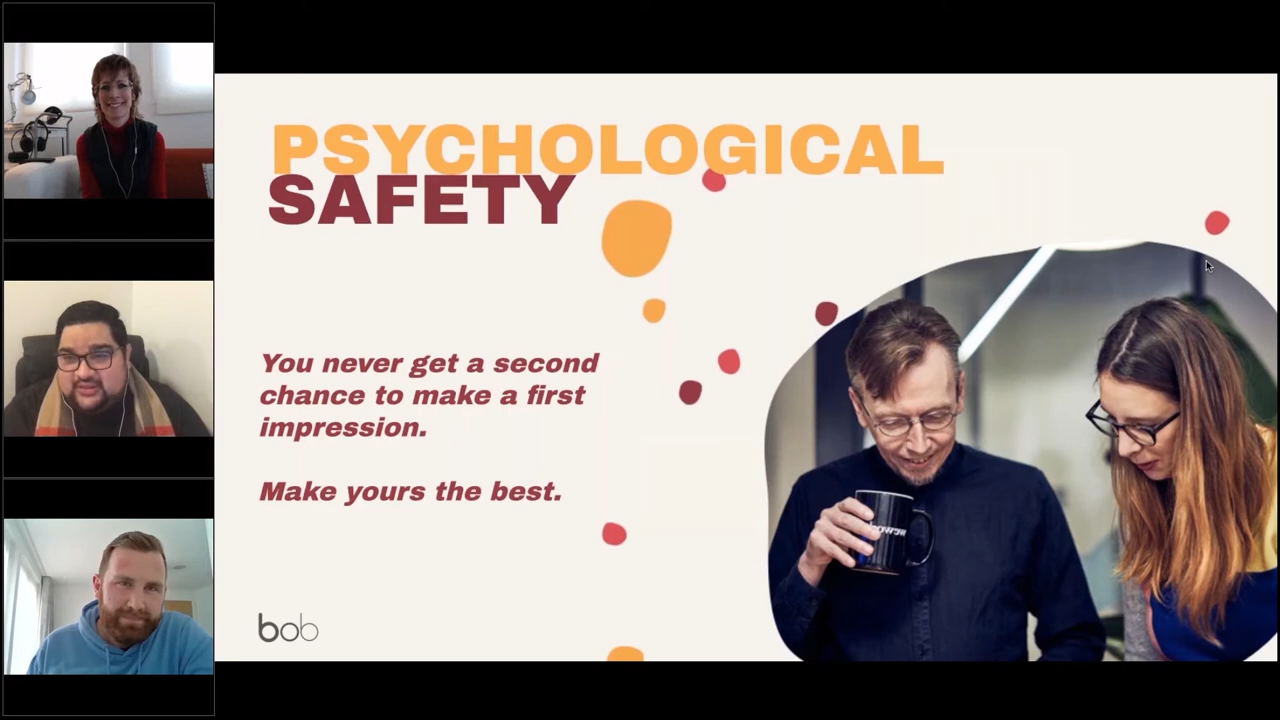 PSYCHOLOGICAL
SAFETY
You never get a second
chance to make a first
impression.
Make yours the best.
bob